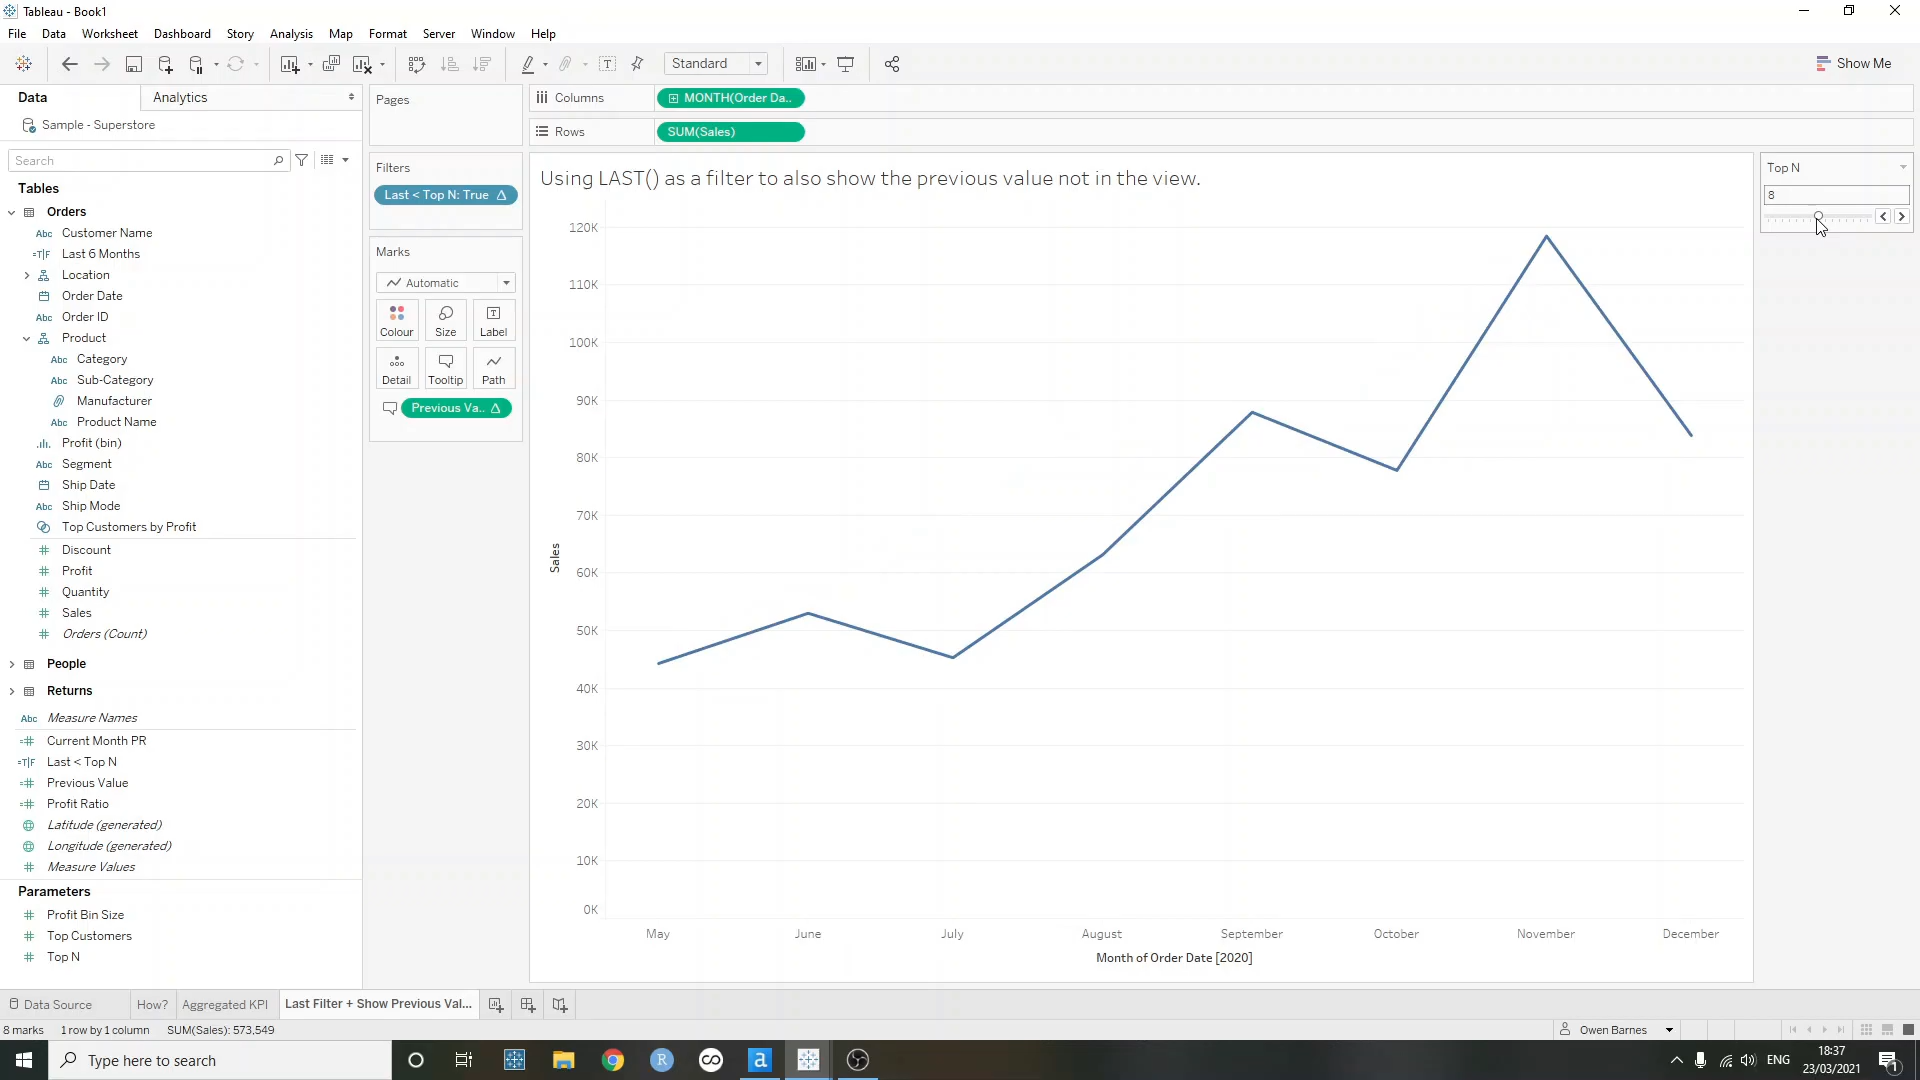 Tableau - Book1
File Data Worksheet Dashboard Story Analysis Map Format Server Window Help
Standard
Show Me
Data
Analytics
Sample - Superstore
Search
Tables
Orders
Abc Customer Name
=T|F Last 6 Months
Location
Order Date
Abc Order ID
Product
Abc Category
Abc Sub-Category
Manufacturer
Abc Product Name
Profit (bin)
Abc Segment
Ship Date
Abc Ship Mode
Top Customers by Profit
# Discount
# Profit
# Quantity
# Sales
# Orders (Count)
People
Returns
Abc Measure Names
=# Current Month PR
=T|F Last < Top N
=# Previous Value
=# Profit Ratio
Latitude (generated)
Longitude (generated)
# Measure Values
Parameters
# Profit Bin Size
# Top Customers
# Top N
Pages
Filters
Last < Top N: True Δ
Marks
Automatic
Colour
Size
Label
Detail
Tooltip
Path
Previous Va.. Δ
Columns
MONTH(Order Da..
Rows
SUM(Sales)
Using LAST() as a filter to also show the previous value not in the view.
120K
110K
100K
90K
80K
70K
60K
50K
40K
30K
20K
10K
0K
Sales
May June July August September October November December
Month of Order Date [2020]
Top N
8
Data Source
How?
Aggregated KPI
Last Filter + Show Previous Val...
8 marks 1 row by 1 column SUM(Sales): 573,549
Owen Barnes
Type here to search
R
a
ENG
18:37
23/03/2021
1